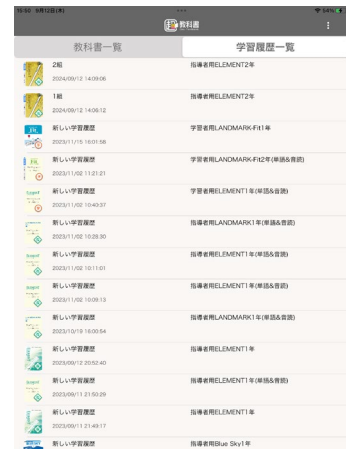 15:50 9月12日(木)
54%
教科書
教科書一覧
学習履歴一覧
2組
指導者用ELEMENT2年
2024/09/12 14:09:06
1組
指導者用ELEMENT2年
2024/09/12 14:06:12
新しい学習履歴
学習者用LANDMARK-Fit1年
2023/11/15 16:01:58
新しい学習履歴
学習者用LANDMARK-Fit2年(単語&音読)
2023/11/02 11:21:21
新しい学習履歴
学習者用ELEMENT1年(単語&音読)
2023/11/02 10:40:37
新しい学習履歴
指導者用LANDMARK1年(単語&音読)
2023/11/02 10:28:30
新しい学習履歴
指導者用ELEMENT1年(単語&音読)
2023/11/02 10:11:01
新しい学習履歴
指導者用ELEMENT1年(単語&音読)
2023/11/02 10:09:13
新しい学習履歴
指導者用LANDMARK1年(単語&音読)
2023/10/19 16:00:54
新しい学習履歴
指導者用ELEMENT1年
2023/09/12 20:52:40
新しい学習履歴
指導者用ELEMENT1年(単語&音読)
2023/09/11 21:50:29
新しい学習履歴
指導者用ELEMENT1年
2023/09/11 21:49:17
新しい学習履歴
指導者用Blue Sky1年